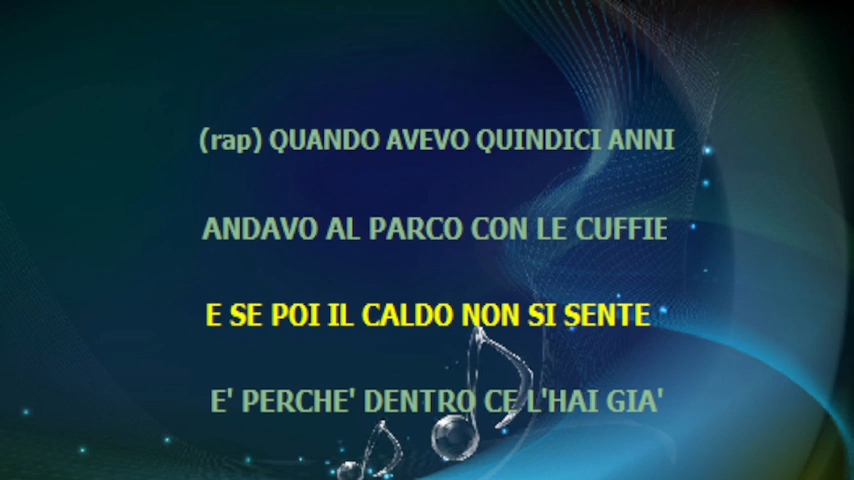 (rap) QUANDO AVEVO QUINDICI ANNI
ANDAVO AL PARCO CON LE CUFFIE
E SE POI IL CALDO NON SI SENTE
E' PERCHE' DENTRO CE L'HAI GIA'